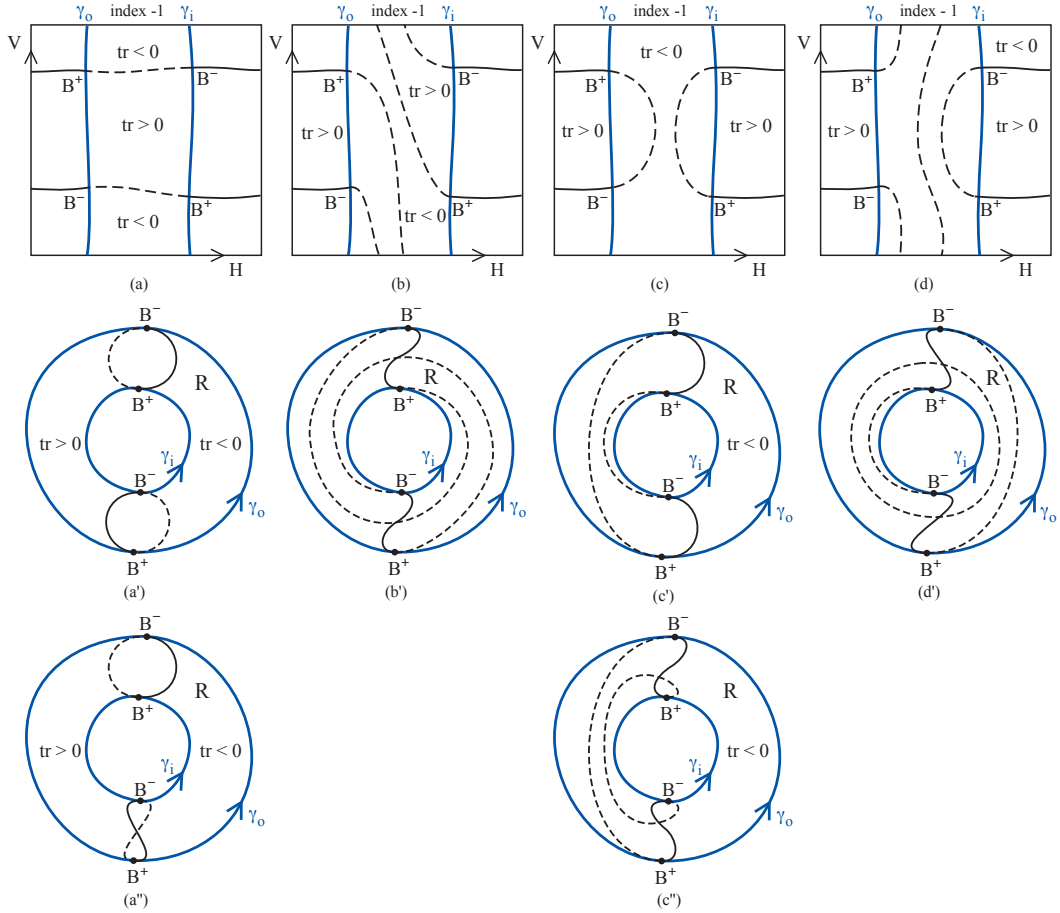 γo index -1 γi
V
tr < 0
B+ B−
tr > 0
B− B+
tr < 0
H
(a)
index -1
γo γi
B+ B−
tr > 0
tr > 0
B− B+
tr < 0
(b)
γo index -1 γi
tr < 0
B+ B−
tr > 0 tr > 0
B− B+
H
(c)
γo index -1 γi
V
tr < 0
B+ B−
tr > 0
B− B+
H
(d)
B−
R
B+
tr > 0 tr < 0
B−
γi
γo
B+
(a')
B−
R
B+
γi
B−
γo
B+
(b')
B−
R
B+
tr < 0
B−
γi
γo
B+
(c')
B−
R
B+
γi
B−
γo
B+
(d')
B−
R
B+
tr > 0 tr < 0
γi
B−
γo
B+
(a'')
B−
R
B+
tr < 0
γi
B−
γo
B+
(c'')